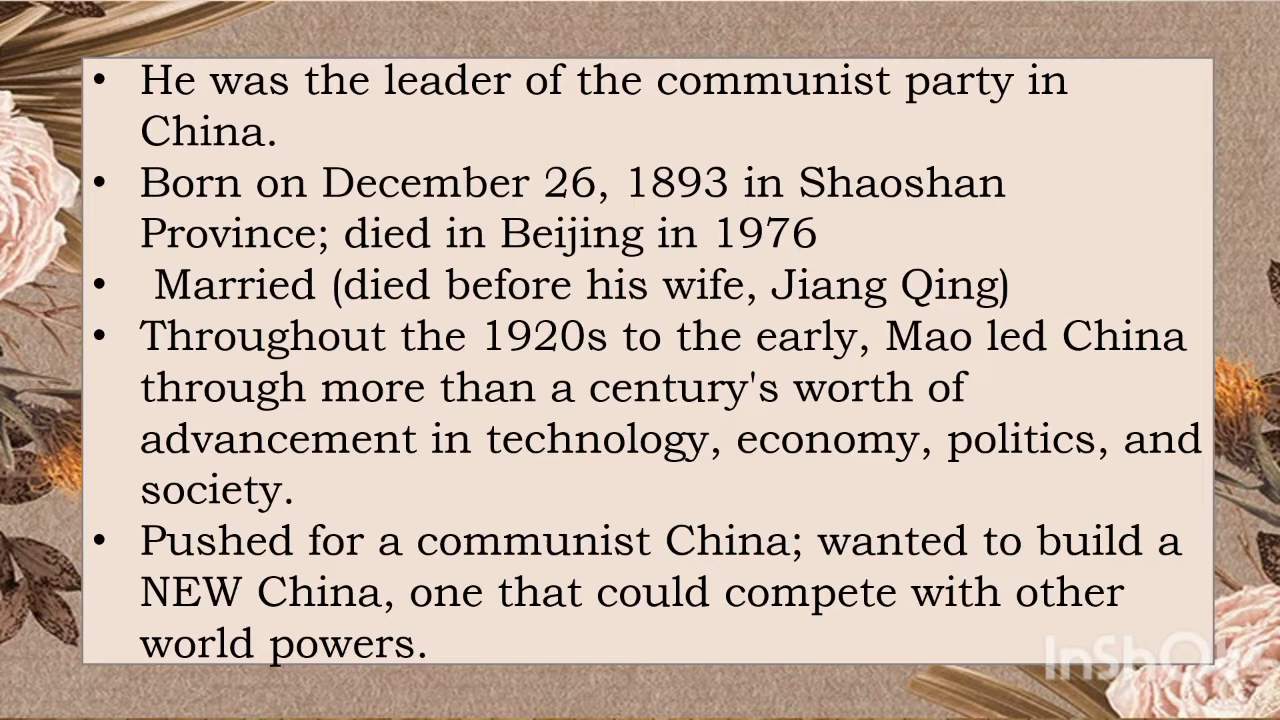 • He was the leader of the communist party in
China.
• Born on December 26, 1893 in Shaoshan
Province; died in Beijing in 1976
• Married (died before his wife, Jiang Qing)
• Throughout the 1920s to the early, Mao led China
through more than a century's worth of
advancement in technology, economy, politics, and
society.
• Pushed for a communist China; wanted to build a
NEW China, one that could compete with other
world powers.
InShOt